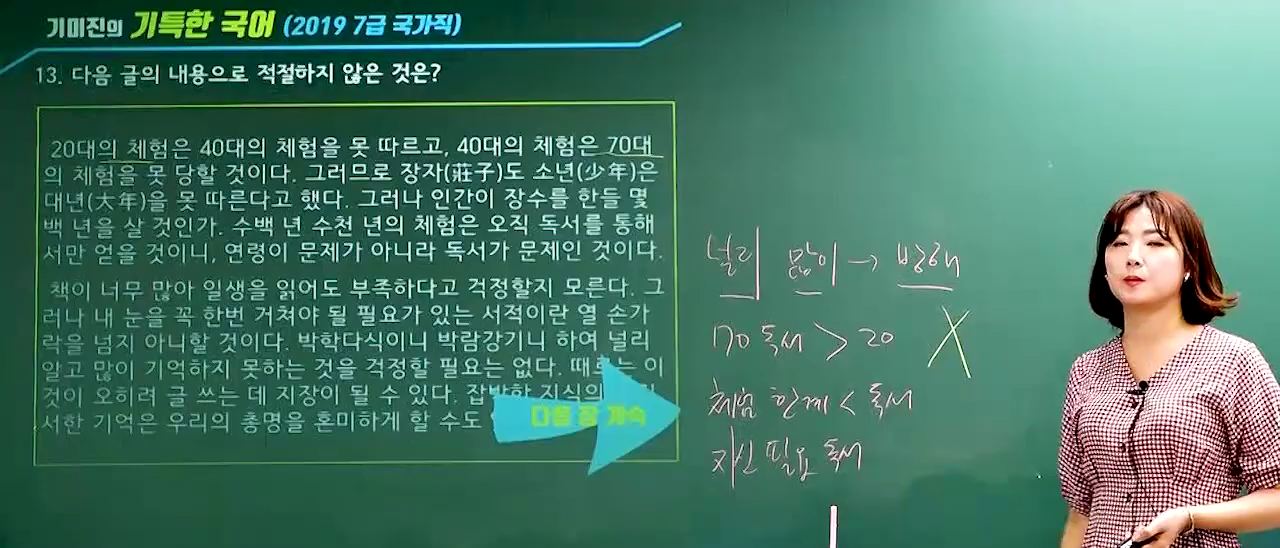 기미진의 기특한 국어 (2019 7급 국가직)
13. 다음 글의 내용으로 적절하지 않은 것은?
20대의 체험은 40대의 체험을 못 따르고, 40대의 체험은 70대
의 체험을 못 당할 것이다. 그러므로 장자(莊子)도 소년(少年)은
대년(大年)을 못 따른다고 했다. 그러나 인간이 장수를 한들 몇
백 년을 살 것인가. 수백 년 수천 년의 체험은 오직 독서를 통해
서만 얻을 것이니, 연령이 문제가 아니라 독서가 문제인 것이다.
책이 너무 많아 일생을 읽어도 부족하다고 걱정할지 모른다. 그
러나 내 눈을 꼭 한번 거쳐야 될 필요가 있는 서적이란 열 손가
락을 넘지 아니할 것이다. 박학다식이니 박람강기니 하여 널리
알고 많이 기억하지 못하는 것을 걱정할 필요는 없다. 때로는 이
것이 오히려 글 쓰는 데 지장이 될 수 있다. 잡박한 지식의
서한 기억은 우리의 총명을 혼미하게 할 수도
다음 장 계속
널리 많이 → 방해
70 독서 > 20 X
체험 한계 < 독서
자신 필요 독서